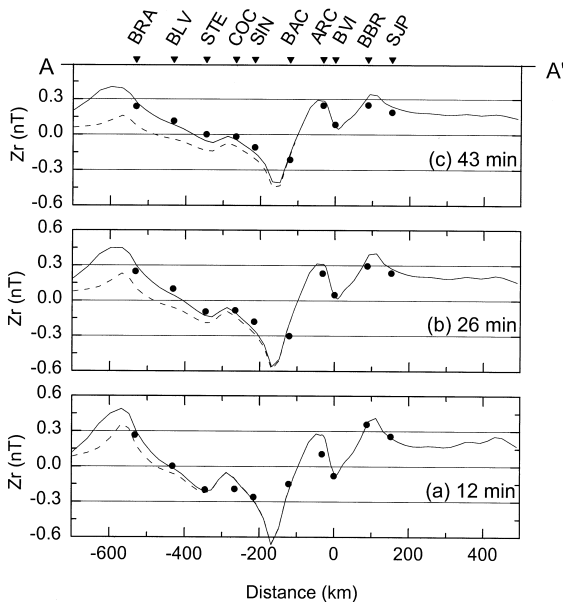 BRA BLV STE COC SIN BAC ARC BVI BBR SJP
A A'
0.3
0.0
-0.3
-0.6
Zr (nT)
(c) 43 min
0.6
0.3
0.0
-0.3
-0.6
Zr (nT)
(b) 26 min
0.6
0.3
0.0
-0.3
-0.6
Zr (nT)
(a) 12 min
-600 -400 -200 0 200 400
Distance (km)